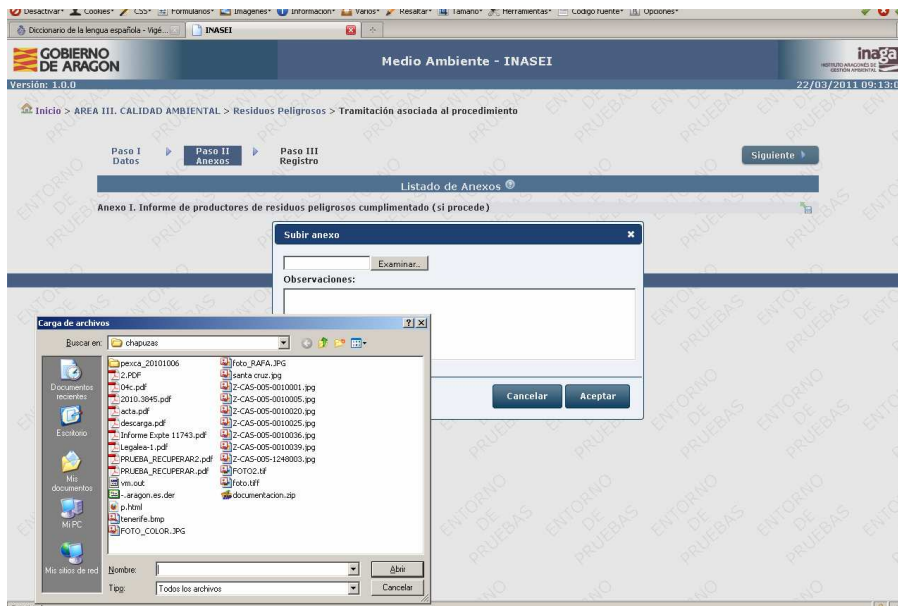 Desactivar* Cookies* CSS* Formularios* Imágenes* Información* Varios* Resaltar* Tamaño* Herramientas* Código fuente* Opciones*
Diccionario de la lengua española - Vigé... INASEI
GOBIERNO
DE ARAGON
Medio Ambiente - INASEI
inaga
INSTITUTO ARAGONÉS DE
GESTIÓN AMBIENTAL
Versión: 1.0.0
22/03/2011 09:13:0
Inicio > AREA III. CALIDAD AMBIENTAL > Residuos Peligrosos > Tramitación asociada al procedimiento
Paso I
Datos
Paso II
Anexos
Paso III
Registro
Siguiente
Listado de Anexos
Anexo I. Informe de productores de residuos peligrosos cumplimentado (si procede)
Subir anexo
Examinar...
Observaciones:
Cancelar Aceptar
Carga de archivos
Buscar en: chapuzas
Documentos
recientes
Escritorio
Mis
documentos
Mi PC
Mis sitios de red
pexca_20101006
2.PDF
04c.pdf
2010.3845.pdf
acta.pdf
descarga.pdf
Informe Expte 11743.pdf
Legalea-1.pdf
PRUEBA_RECUPERAR2.pdf
PRUEBA_RECUPERAR.pdf
vm.out
-.aragon.es.der
p.html
tenerife.bmp
FOTO_COLOR.JPG
foto_RAFA.JPG
santa cruz.jpg
Z-CAS-005-0010001.jpg
Z-CAS-005-0010005.jpg
Z-CAS-005-0010020.jpg
Z-CAS-005-0010025.jpg
Z-CAS-005-0010036.jpg
Z-CAS-005-0010039.jpg
Z-CAS-005-1248003.jpg
FOTO2.tif
foto.tiff
documentacion.zip
Nombre:
Abrir
Tipo: Todos los archivos
Cancelar
ENTORNO
DE
PRUEBAS